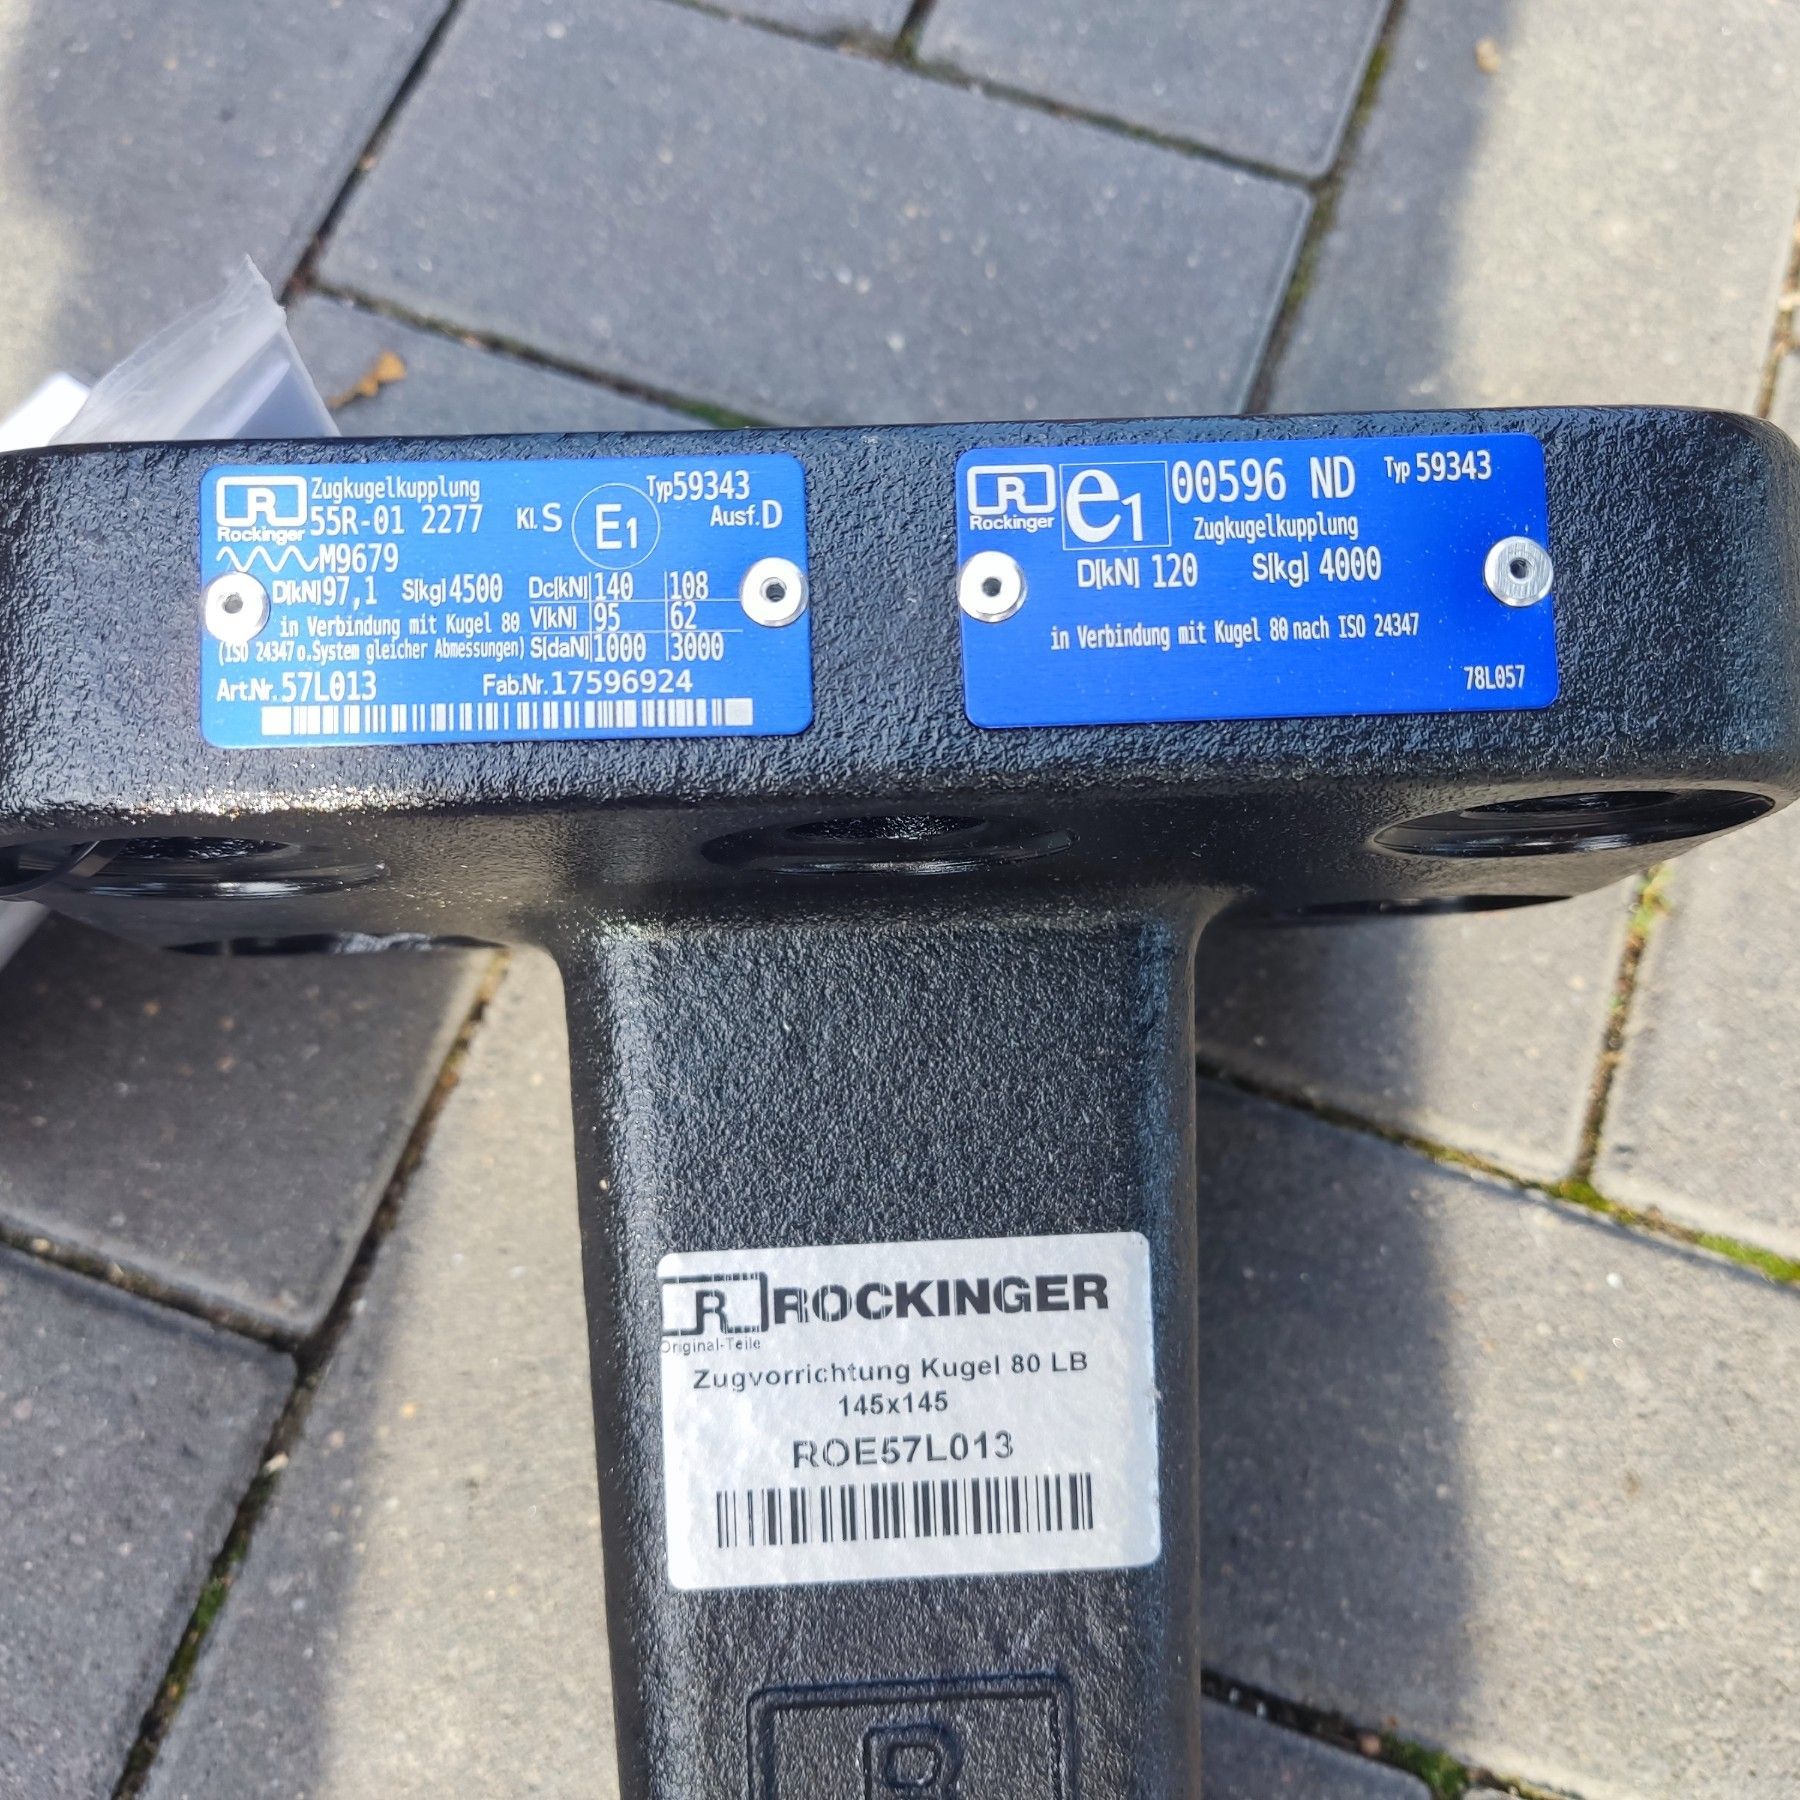 R Zugkugelkupplung Typ 59343
Rockinger 55R-01 2277 Kl. S E1 Ausf. D
M9679
D[kN] 97,1 S[kg] 4500 Dc[kN] 140 108
in Verbindung mit Kugel 80 V[kN] 95 62
(ISO 24347 o. System gleicher Abmessungen) S[daN] 1000 3000
Art.Nr. 57L013 Fab.Nr. 17596924
R e1 00596 ND Typ 59343
Rockinger Zugkugelkupplung
D[kN] 120 S[kg] 4000
in Verbindung mit Kugel 80 nach ISO 24347
78L057
R ROCKINGER
Original-Teile
Zugvorrichtung Kugel 80 LB
145x145
ROE57L013
R